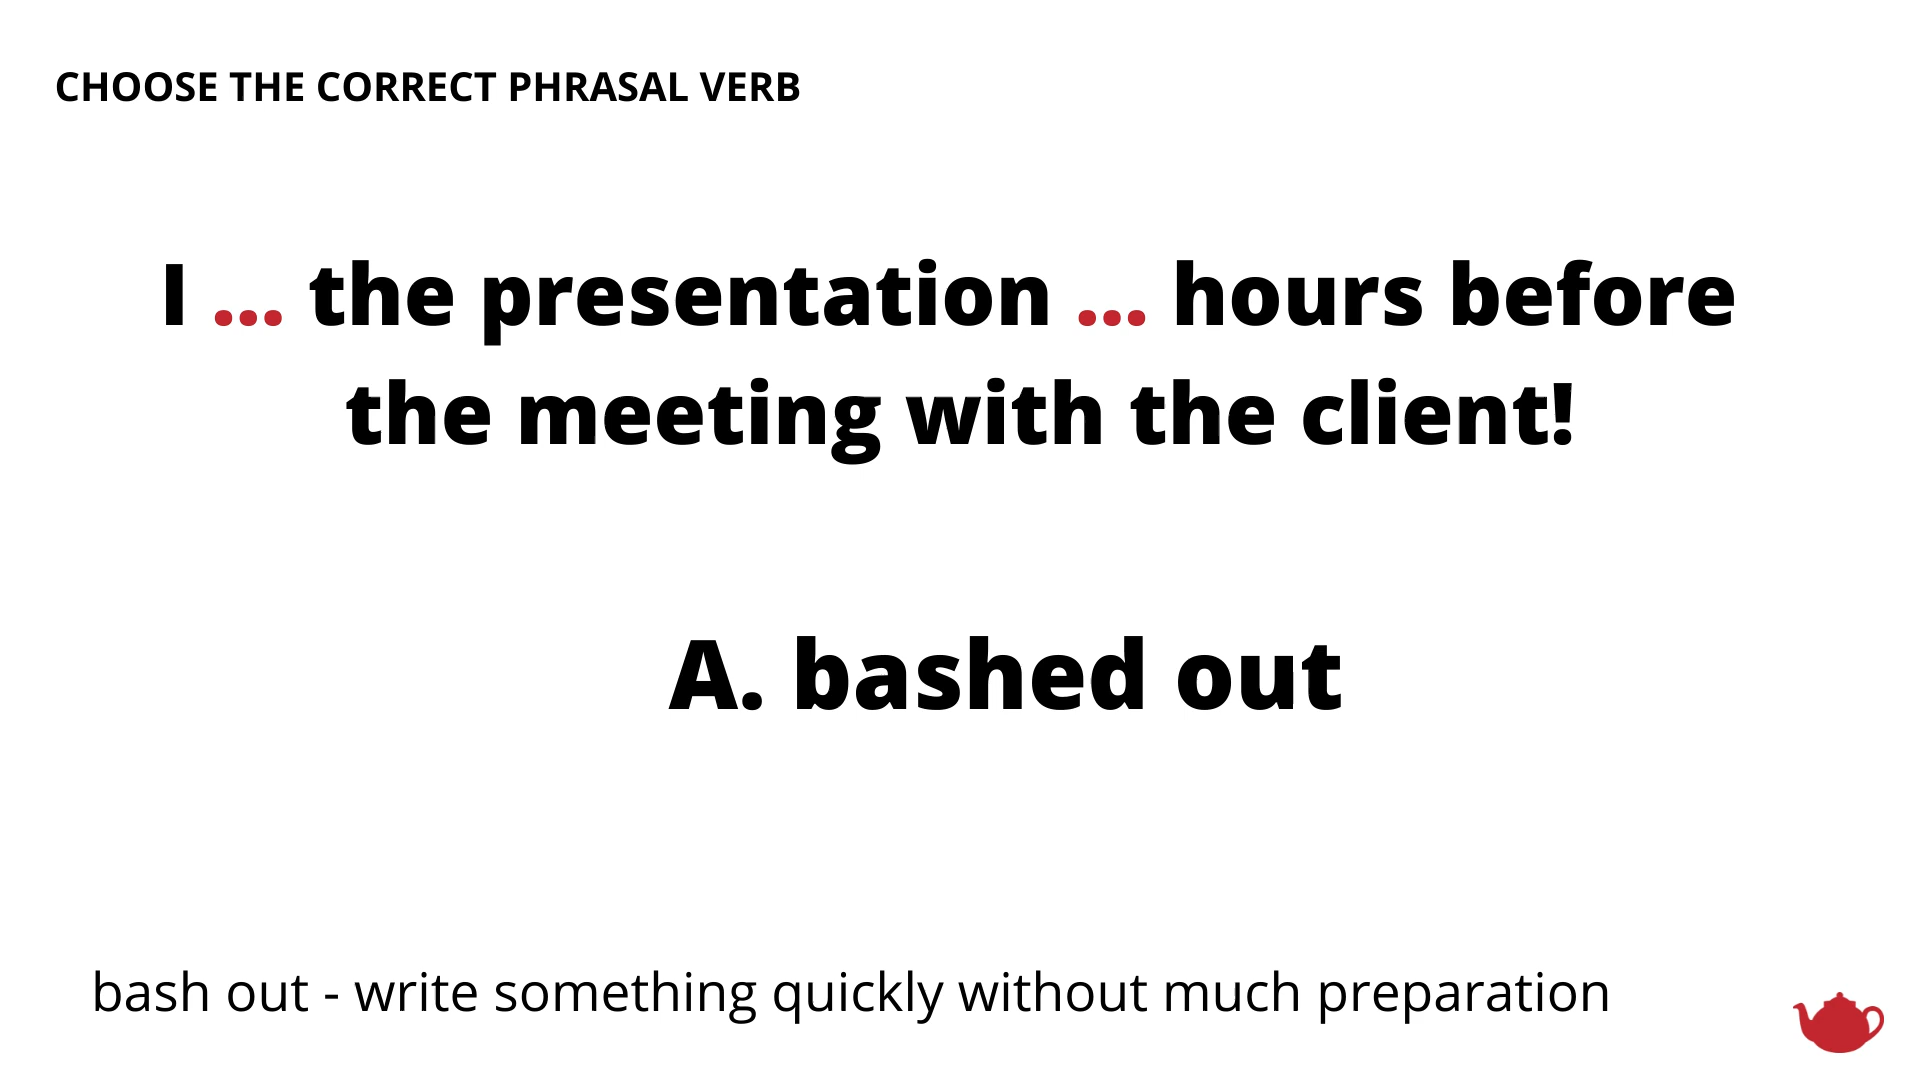 CHOOSE THE CORRECT PHRASAL VERB
I ... the presentation ... hours before
the meeting with the client!
A. bashed out
bash out - write something quickly without much preparation